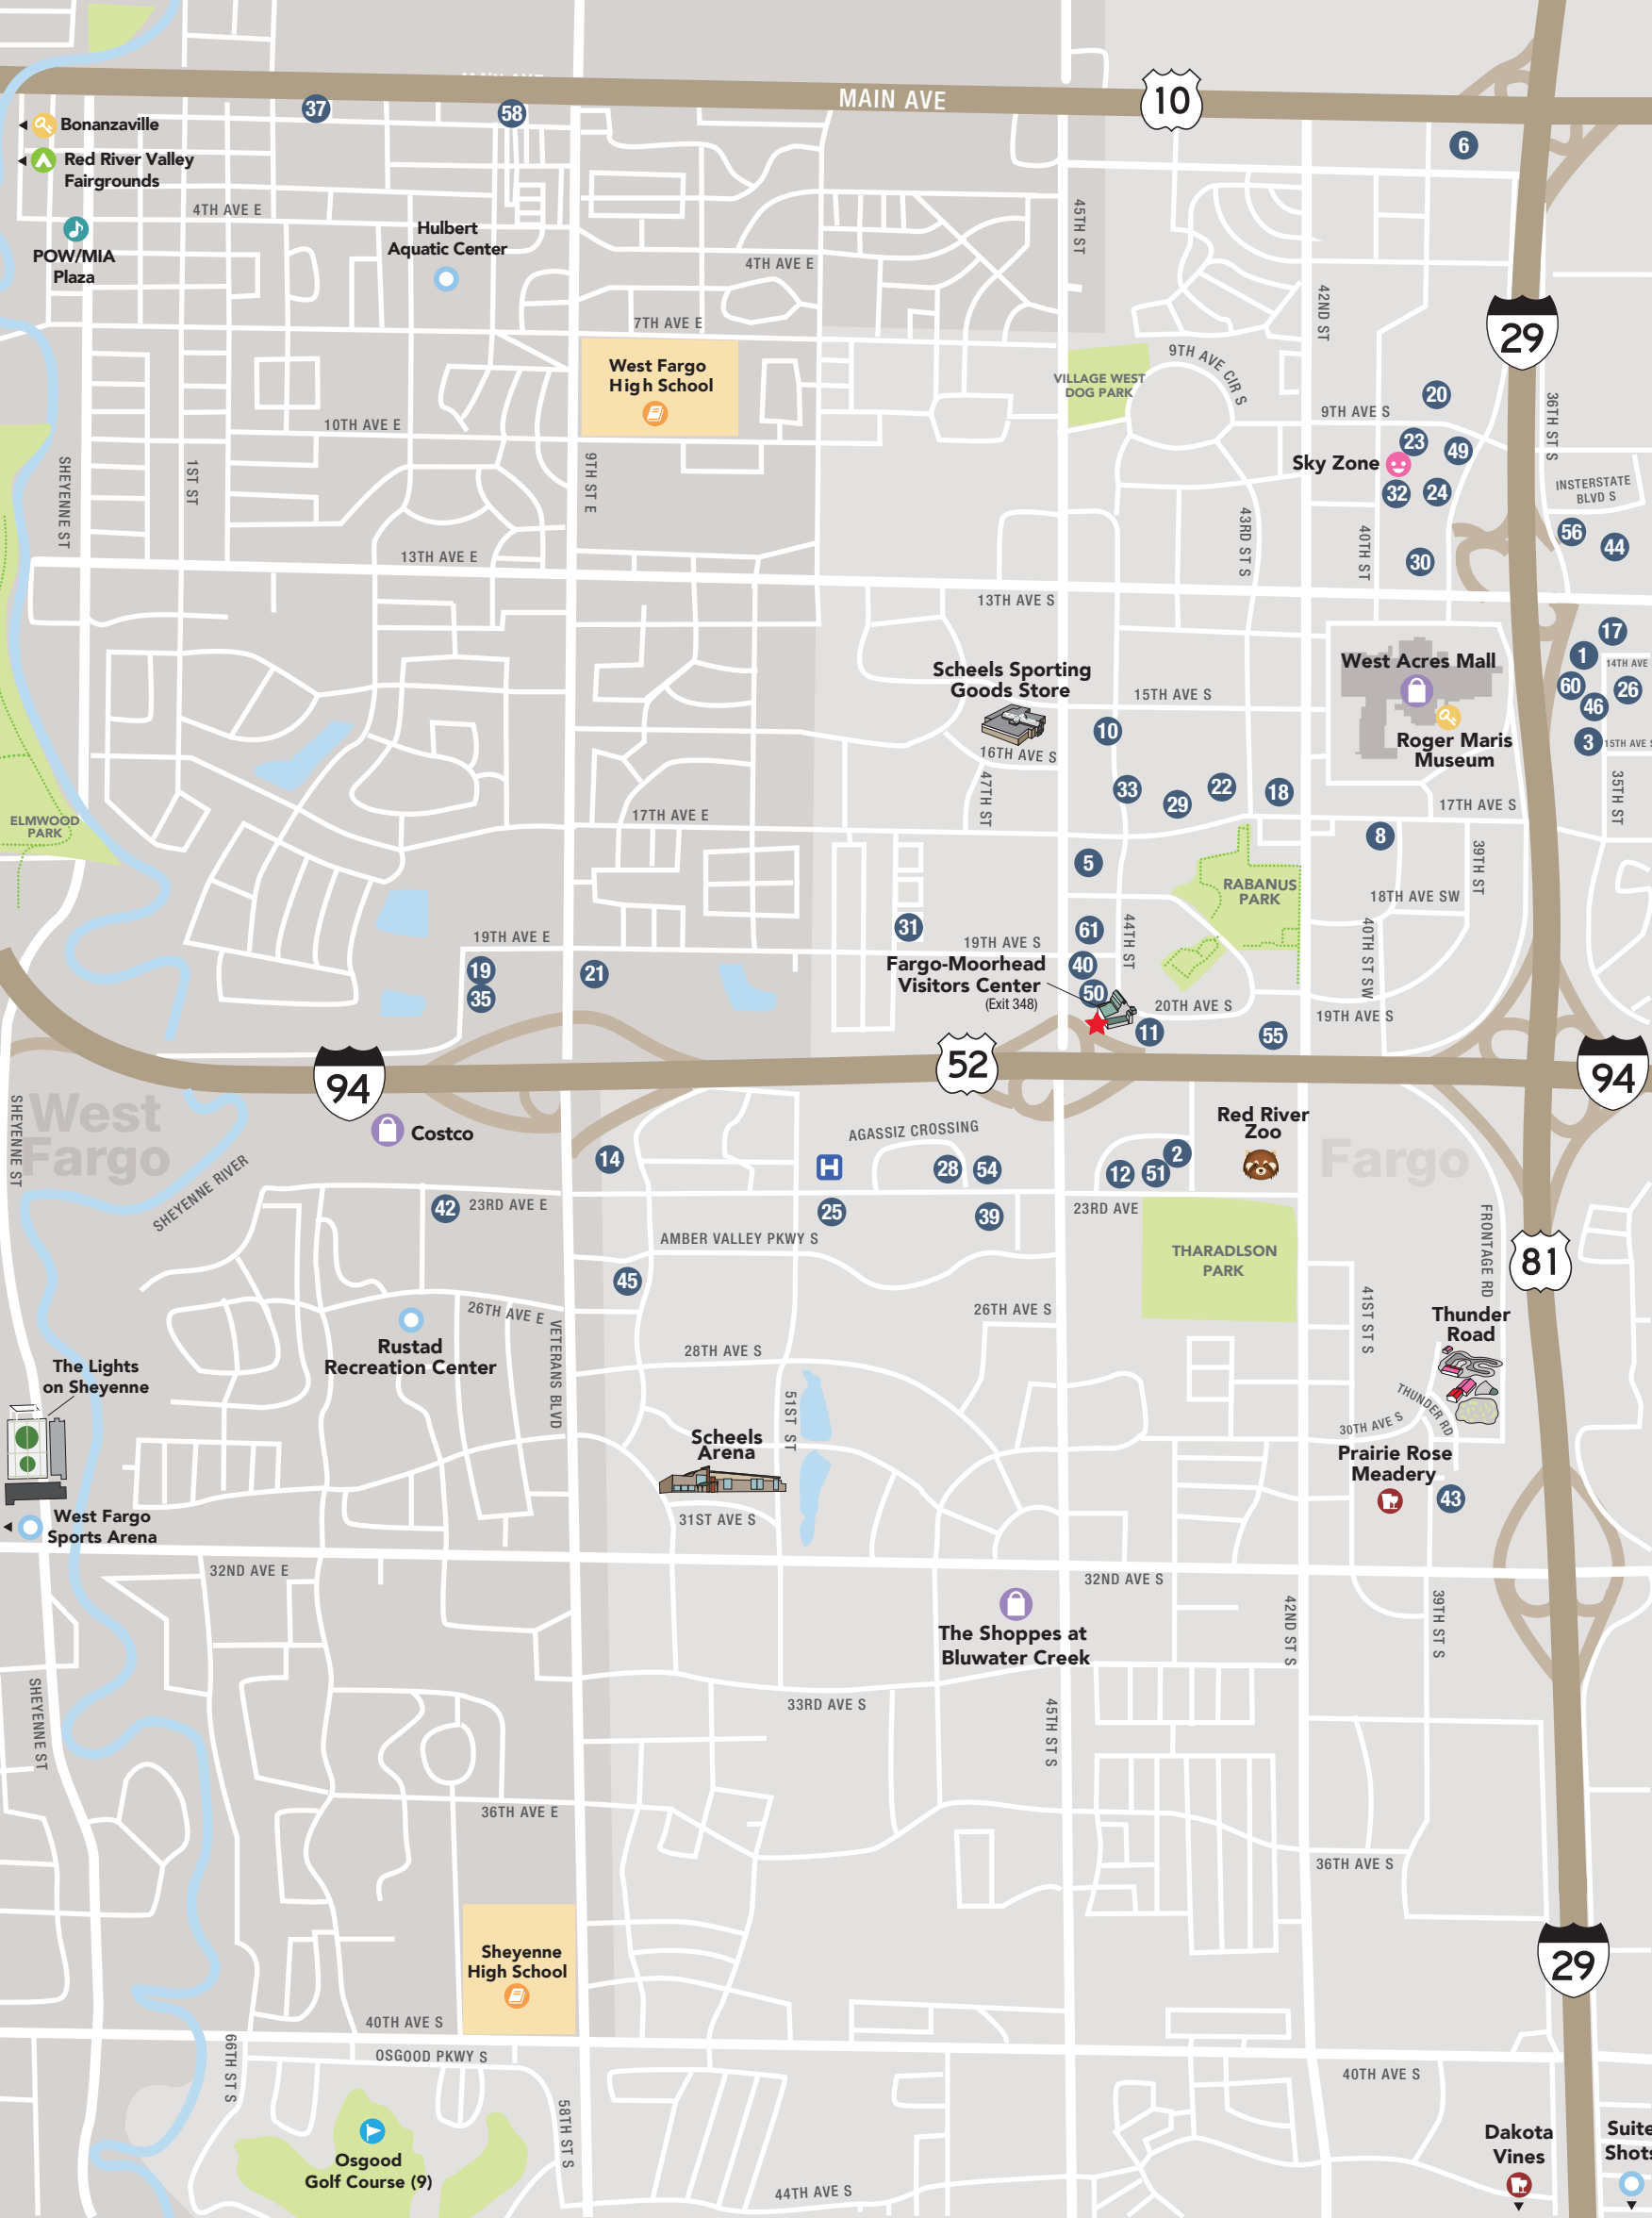 MAIN AVE
10
37
58
6
Bonanzaville
Red River Valley
Fairgrounds
4TH AVE E
POW/MIA
Plaza
Hulbert
Aquatic Center
4TH AVE E
45TH ST
42ND ST
29
7TH AVE E
West Fargo
High School
VILLAGE WEST
DOG PARK
9TH AVE CIR S
20
9TH AVE S
36TH ST S
10TH AVE E
SHEYENNE ST
1ST ST
9TH ST E
23
49
Sky Zone
32
24
INSTERSTATE
BLVD S
43RD ST S
40TH ST
56
44
30
13TH AVE E
13TH AVE S
17
1
14TH AVE
60
26
46
3
15TH AVE S
West Acres Mall
Roger Maris
Museum
Scheels Sporting
Goods Store
15TH AVE S
10
16TH AVE S
47TH ST
33
29
22
18
17TH AVE S
35TH ST
ELMWOOD
PARK
17TH AVE E
8
39TH ST
5
RABANUS
PARK
18TH AVE SW
31
61
44TH ST
40TH ST SW
19TH AVE E
19TH AVE S
19
35
21
Fargo-Moorhead
Visitors Center
(Exit 348)
40
50
20TH AVE S
19TH AVE S
11
55
94
52
94
West
Fargo
SHEYENNE ST
SHEYENNE RIVER
Costco
14
AGASSIZ CROSSING
H
28
54
12
51
2
Red River
Zoo
Fargo
42
23RD AVE E
25
39
23RD AVE
AMBER VALLEY PKWY S
THARADLSON
PARK
FRONTAGE RD
81
45
26TH AVE E
26TH AVE S
41ST ST S
Rustad
Recreation Center
VETERANS BLVD
28TH AVE S
Thunder
Road
The Lights
on Sheyenne
51ST ST
THUNDER RD
30TH AVE S
Scheels
Arena
Prairie Rose
Meadery
43
31ST AVE S
West Fargo
Sports Arena
32ND AVE E
32ND AVE S
The Shoppes at
Bluwater Creek
42ND ST S
39TH ST S
SHEYENNE ST
33RD AVE S
45TH ST S
36TH AVE E
36TH AVE S
Sheyenne
High School
29
40TH AVE S
OSGOOD PKWY S
66TH ST S
58TH ST S
40TH AVE S
Osgood
Golf Course (9)
44TH AVE S
Dakota
Vines
Suite
Shots